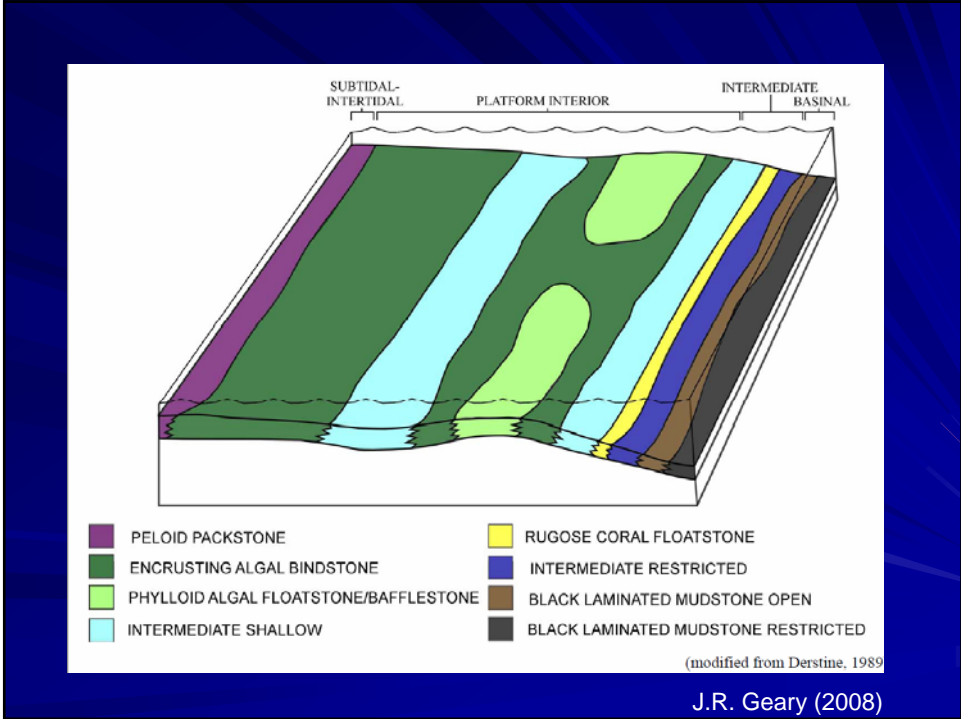 SUBTIDAL-
INTERTIDAL
PLATFORM INTERIOR
INTERMEDIATE
BASINAL
PELOID PACKSTONE
ENCRUSTING ALGAL BINDSTONE
PHYLLOID ALGAL FLOATSTONE/BAFFLESTONE
INTERMEDIATE SHALLOW
RUGOSE CORAL FLOATSTONE
INTERMEDIATE RESTRICTED
BLACK LAMINATED MUDSTONE OPEN
BLACK LAMINATED MUDSTONE RESTRICTED
(modified from Derstine, 1989
J.R. Geary (2008)